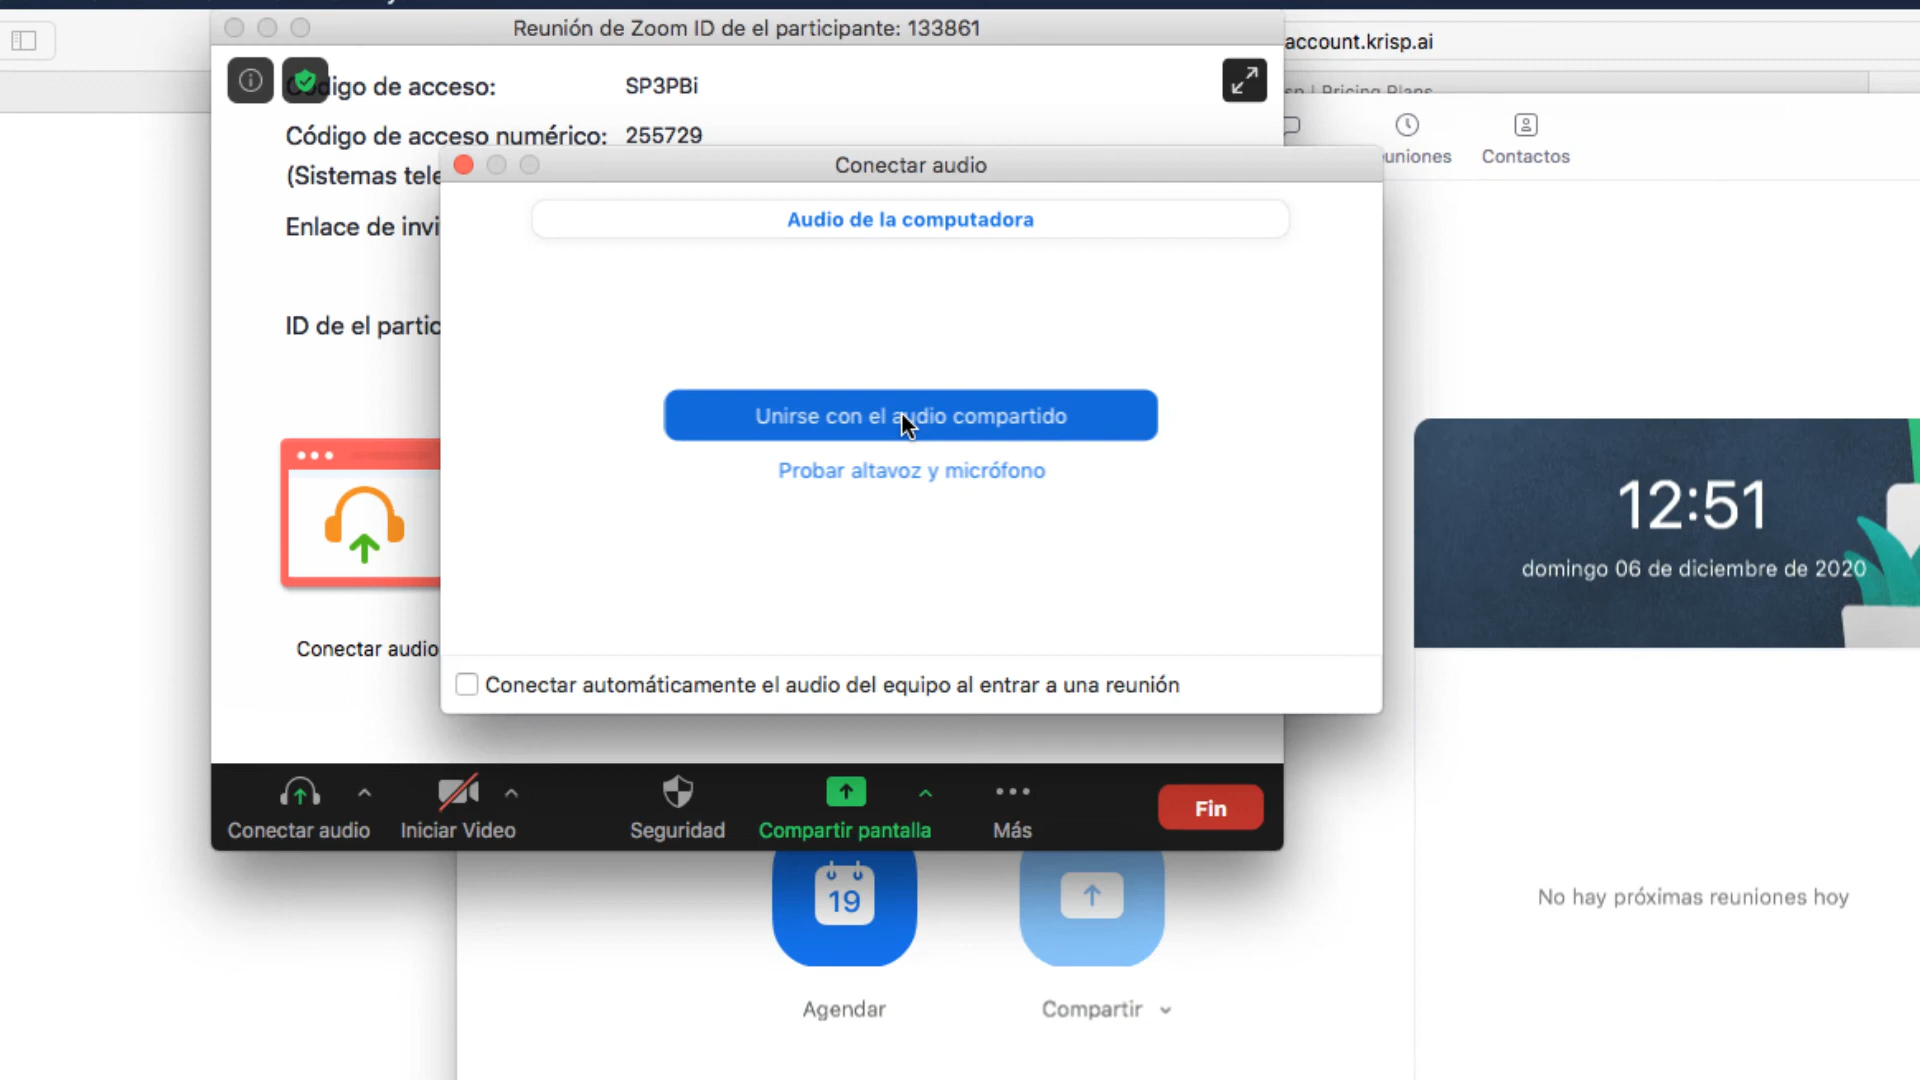 Reunión de Zoom ID de el participante: 133861
account.krisp.ai
Pricing Plans
digo de acceso: SP3PBi
Código de acceso numérico: 255729
(Sistemas tele
Enlace de invi
ID de el partic
Conectar audio
uniones
Contactos
Conectar audio
Audio de la computadora
Unirse con el audio compartido
Probar altavoz y micrófono
Conectar automáticamente el audio del equipo al entrar a una reunión
12:51
domingo 06 de diciembre de 2020
No hay próximas reuniones hoy
Conectar audio
Iniciar Video
Seguridad
Compartir pantalla
Más
Fin
19
Agendar
Compartir